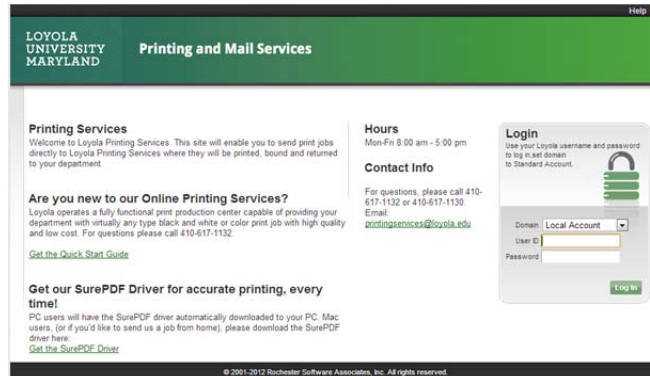 Help
LOYOLA
UNIVERSITY
MARYLAND
Printing and Mail Services
Printing Services
Welcome to Loyola Printing Services. This site will enable you to send print jobs
directly to Loyola Printing Services where they will be printed, bound and returned
to your department.
Are you new to
our Online Printing Services?
Loyola operates a fully functional print production center capable of providing your
department with virtually any type black and white or color print job with high quality
and low cost. For questions please call 410-617-1132.
Get the Quick Start Guide
Get our SurePDF Driver for accurate printing, every
time!
PC users will have the SurePDF driver automatically downloaded to your PC. Mac
users, (or if you'd like to send us a job from home), please download the SurePDF
driver here:
Get the SurePDF Driver
Hours
Mon-Fri 8:00 am - 5:00 pm
Contact Info
For questions, please call 410-
617-1132 or 410-617-1130.
Email:
printingservices@loyola.edu
Login
Use your Loyola username and password
to log in,set domain
to Standard Account.
Domain Local Account
User ID
Password
Log In
© 2001-2012 Rochester Software Associates, Inc. All rights reserved.